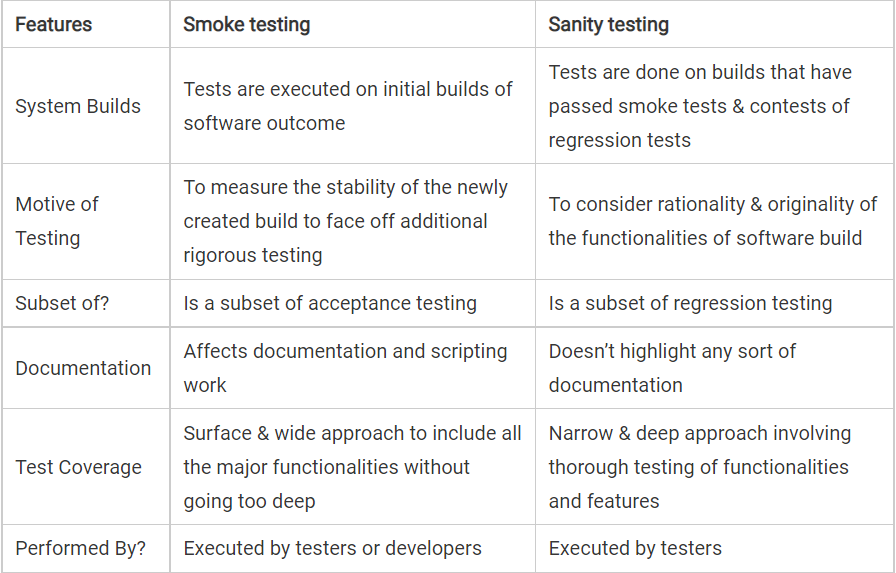 Features
Smoke testing
Sanity testing
System Builds
Tests are executed on initial builds of
software outcome
Tests are done on builds that have
passed smoke tests & contests of
regression tests
Motive of
Testing
To measure the stability of the newly
created build to face off additional
rigorous testing
To consider rationality & originality of
the functionalities of software build
Subset of?
Is a subset of acceptance testing
Is a subset of regression testing
Documentation
Affects documentation and scripting
work
Doesn’t highlight any sort of
documentation
Test Coverage
Surface & wide approach to include all
the major functionalities without
going too deep
Narrow & deep approach involving
thorough testing of functionalities
and features
Performed By?
Executed by testers or developers
Executed by testers